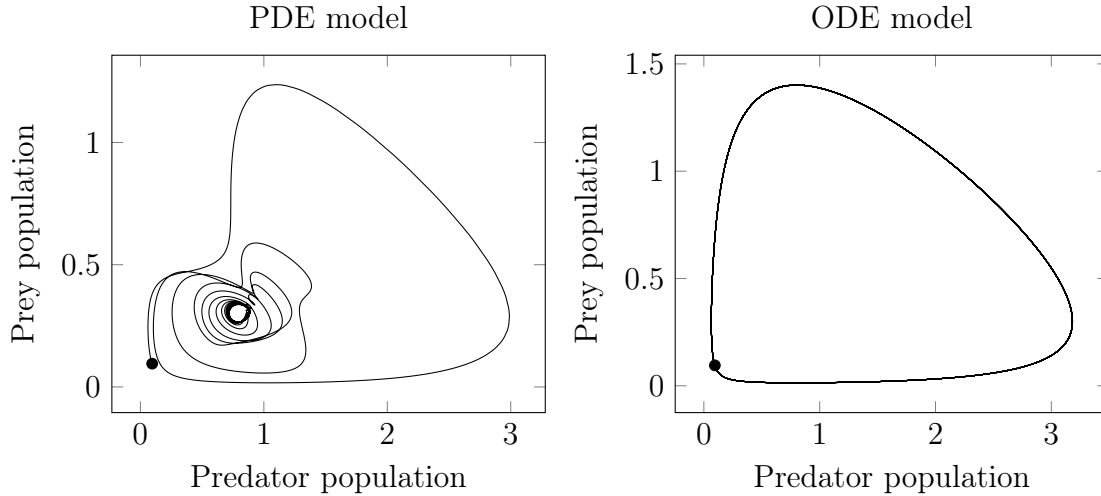 PDE model
1
0.5
0
Prey population
0 1 2 3
Predator population
ODE model
1.5
1
0.5
0
Prey population
0 1 2 3
Predator population